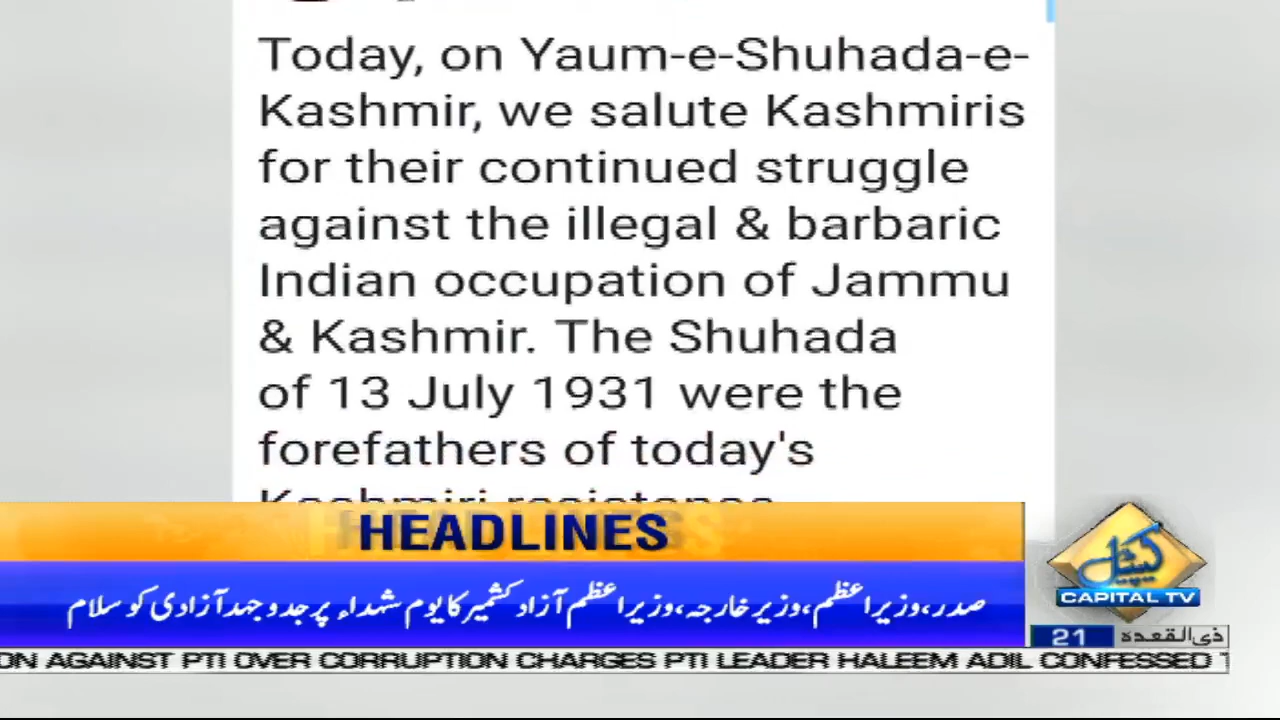 Today, on Yaum-e-Shuhada-e-
Kashmir, we salute Kashmiris
for their continued struggle
against the illegal & barbaric
Indian occupation of Jammu
& Kashmir. The Shuhada
of 13 July 1931 were the
forefathers of today's
Kashmiri resistance
HEADLINES
صدر،وزیراعظم،وزیرخارجہ،وزیراعظم آزاد کشمیر کا یوم شہداء پر جدوجہد آزادی کو سلام
کیپٹل
CAPITAL TV
21 ذی القعدہ
ON AGAINST PTI OVER CORRUPTION CHARGES PTI LEADER HALEEM ADIL CONFESSED